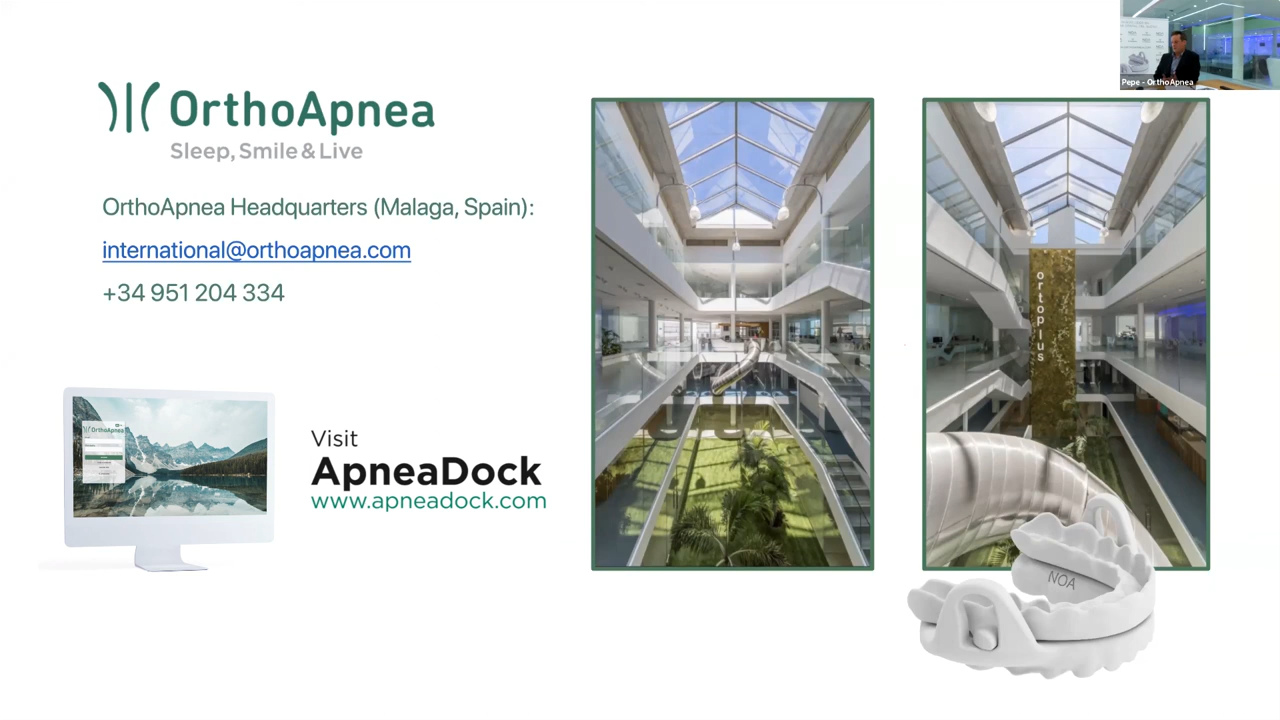 OrthoApnea
Sleep, Smile & Live
OrthoApnea Headquarters (Malaga, Spain):
international@orthoapnea.com
+34 951 204 334
OrthoApnea
Visit
ApneaDock
www.apneadock.com
ortoplus
NOA
Pepe - OrthoApnea